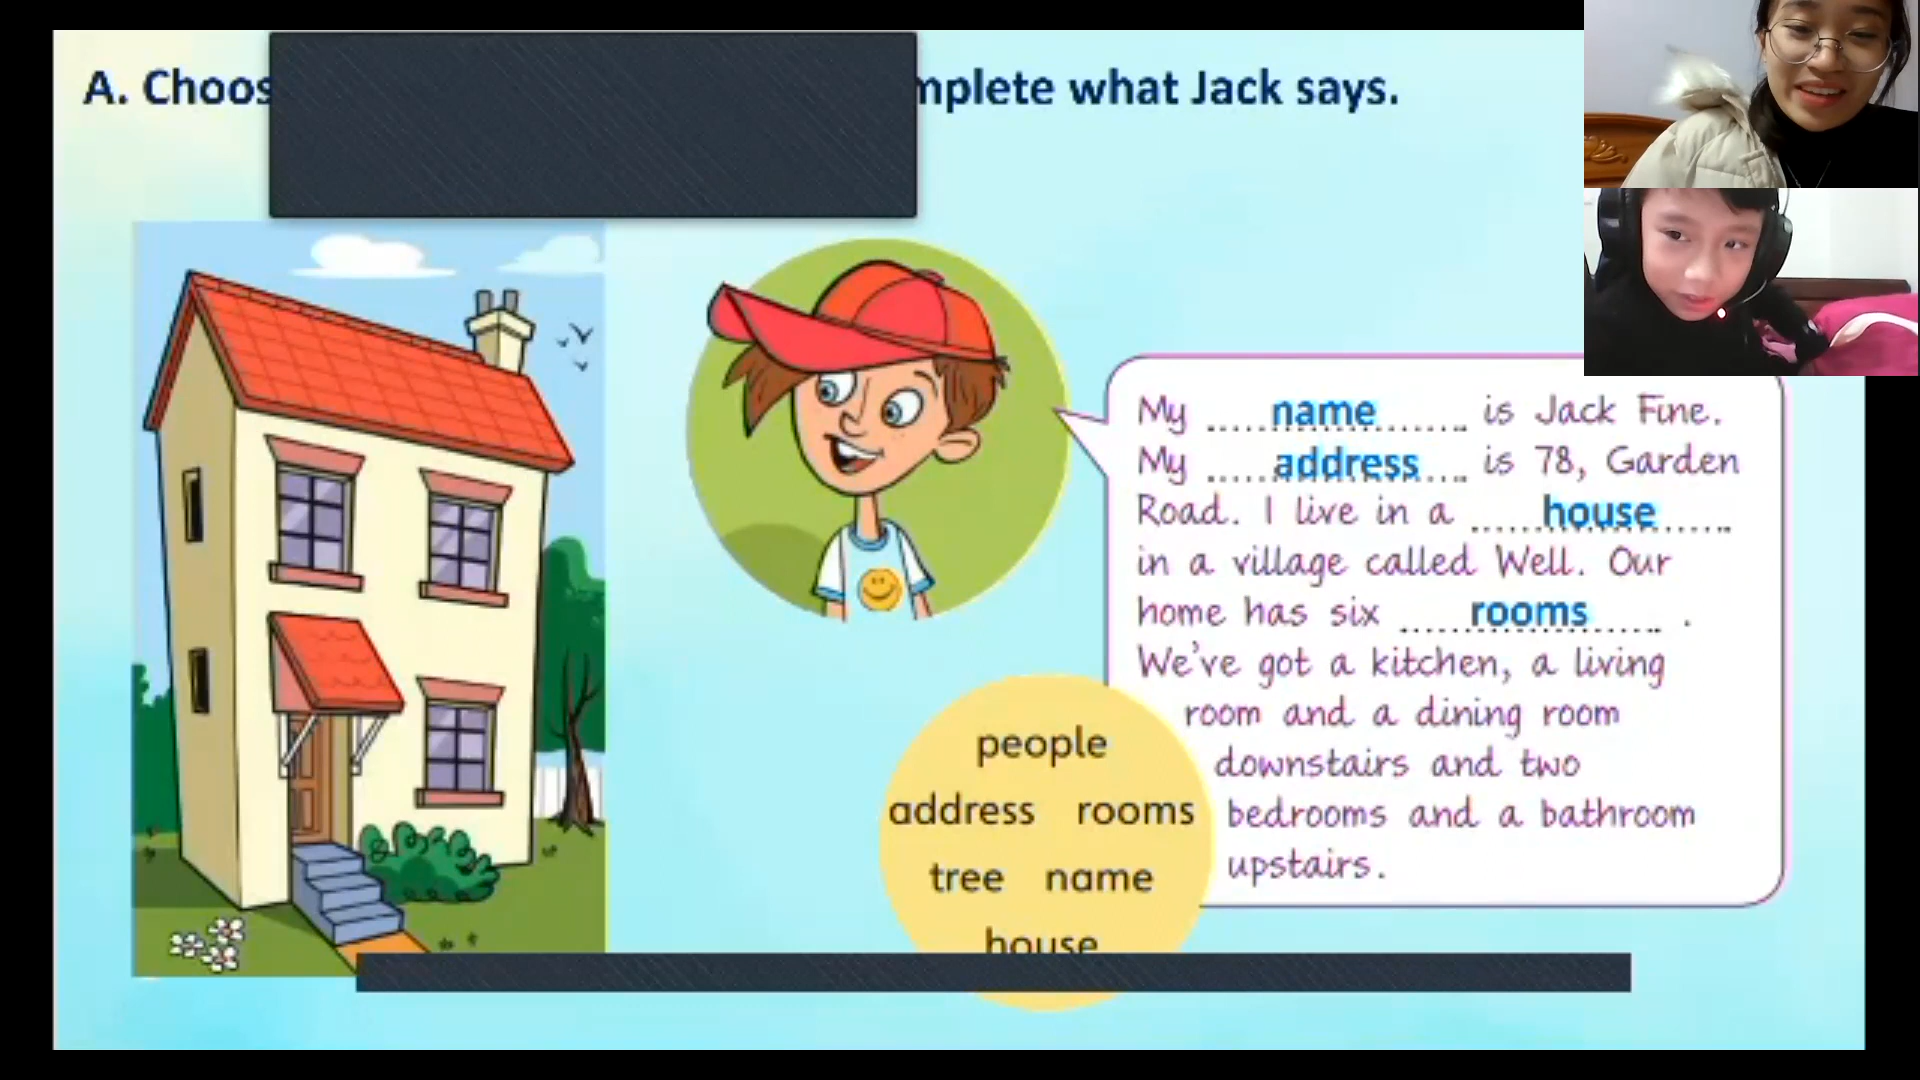 A. Choos mplete what Jack says.
My name is Jack Fine.
My address is 78, Garden
Road. I live in a house
in a village called Well. Our
home has six rooms .
We've got a kitchen, a living
room and a dining room
downstairs and two
bedrooms and a bathroom
upstairs.
people
address rooms
tree name
house